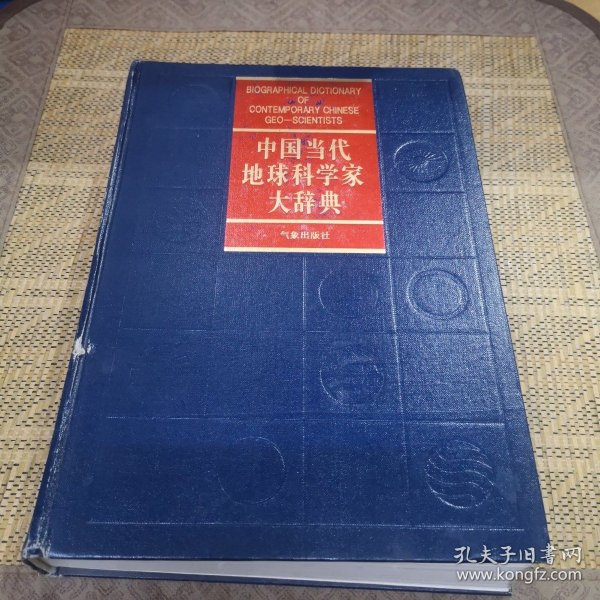 BIOGRAPHICAL DICTIONARY
OF
CONTEMPORARY CHINESE
GEO—SCIENTISTS
中国当代
地球科学家
大辞典
气象出版社
孔夫子旧书网
www.kongfz.com